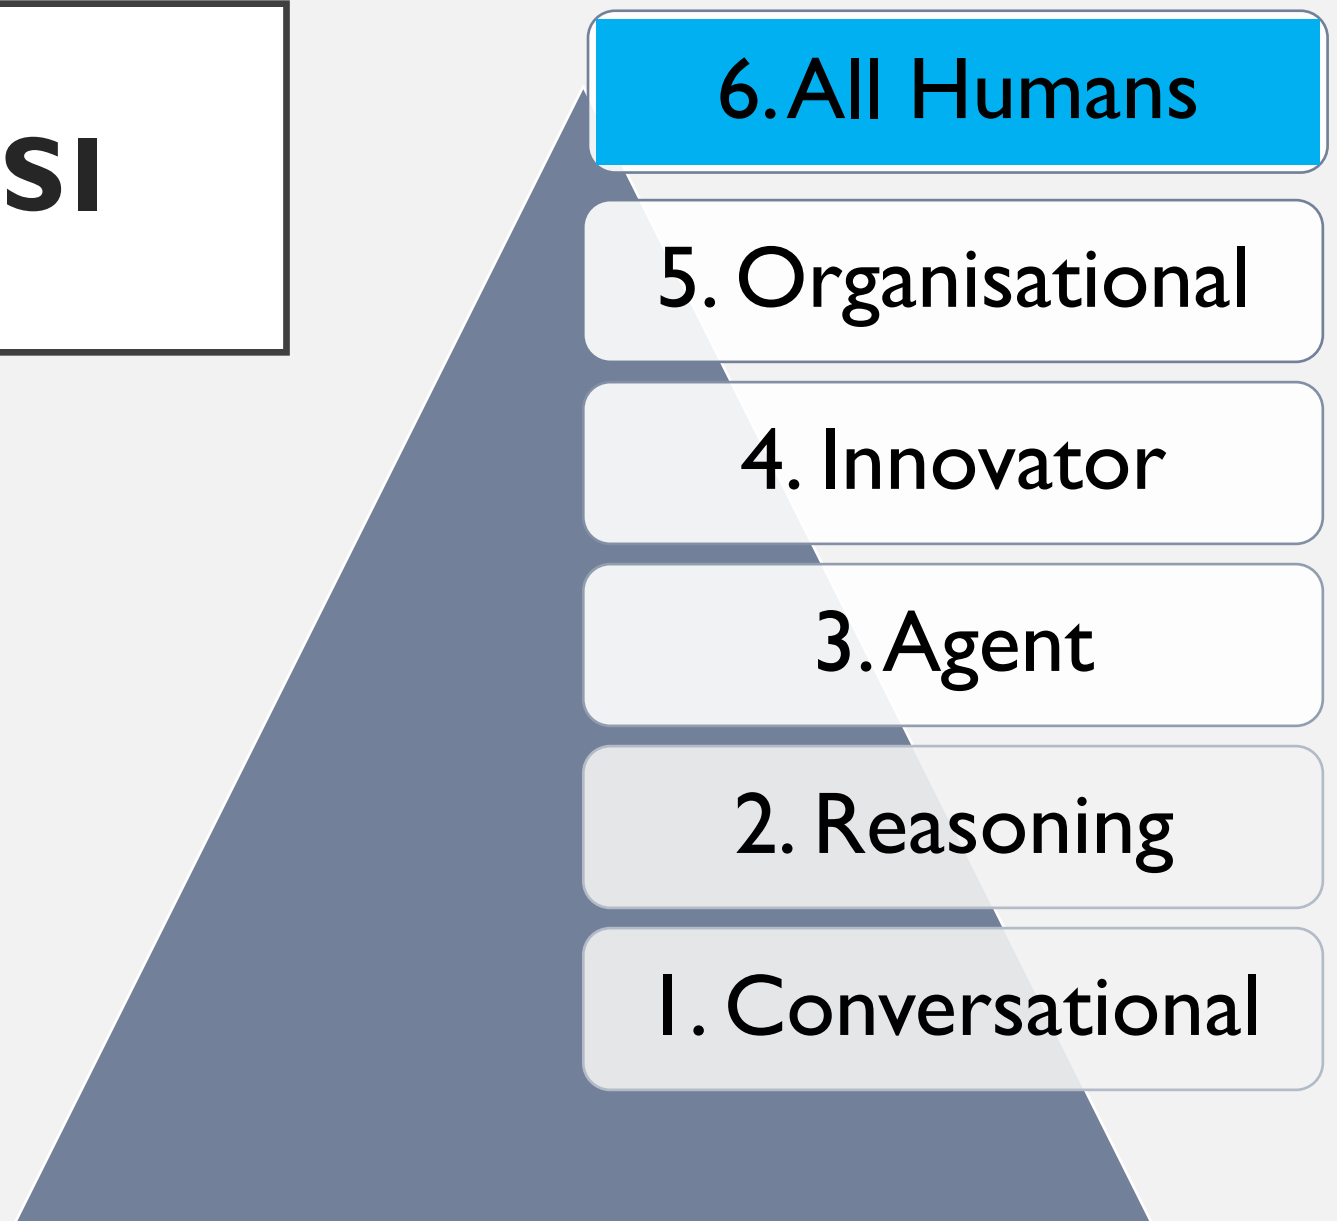 SI
6. All Humans
5. Organisational
4. Innovator
3. Agent
2. Reasoning
1. Conversational